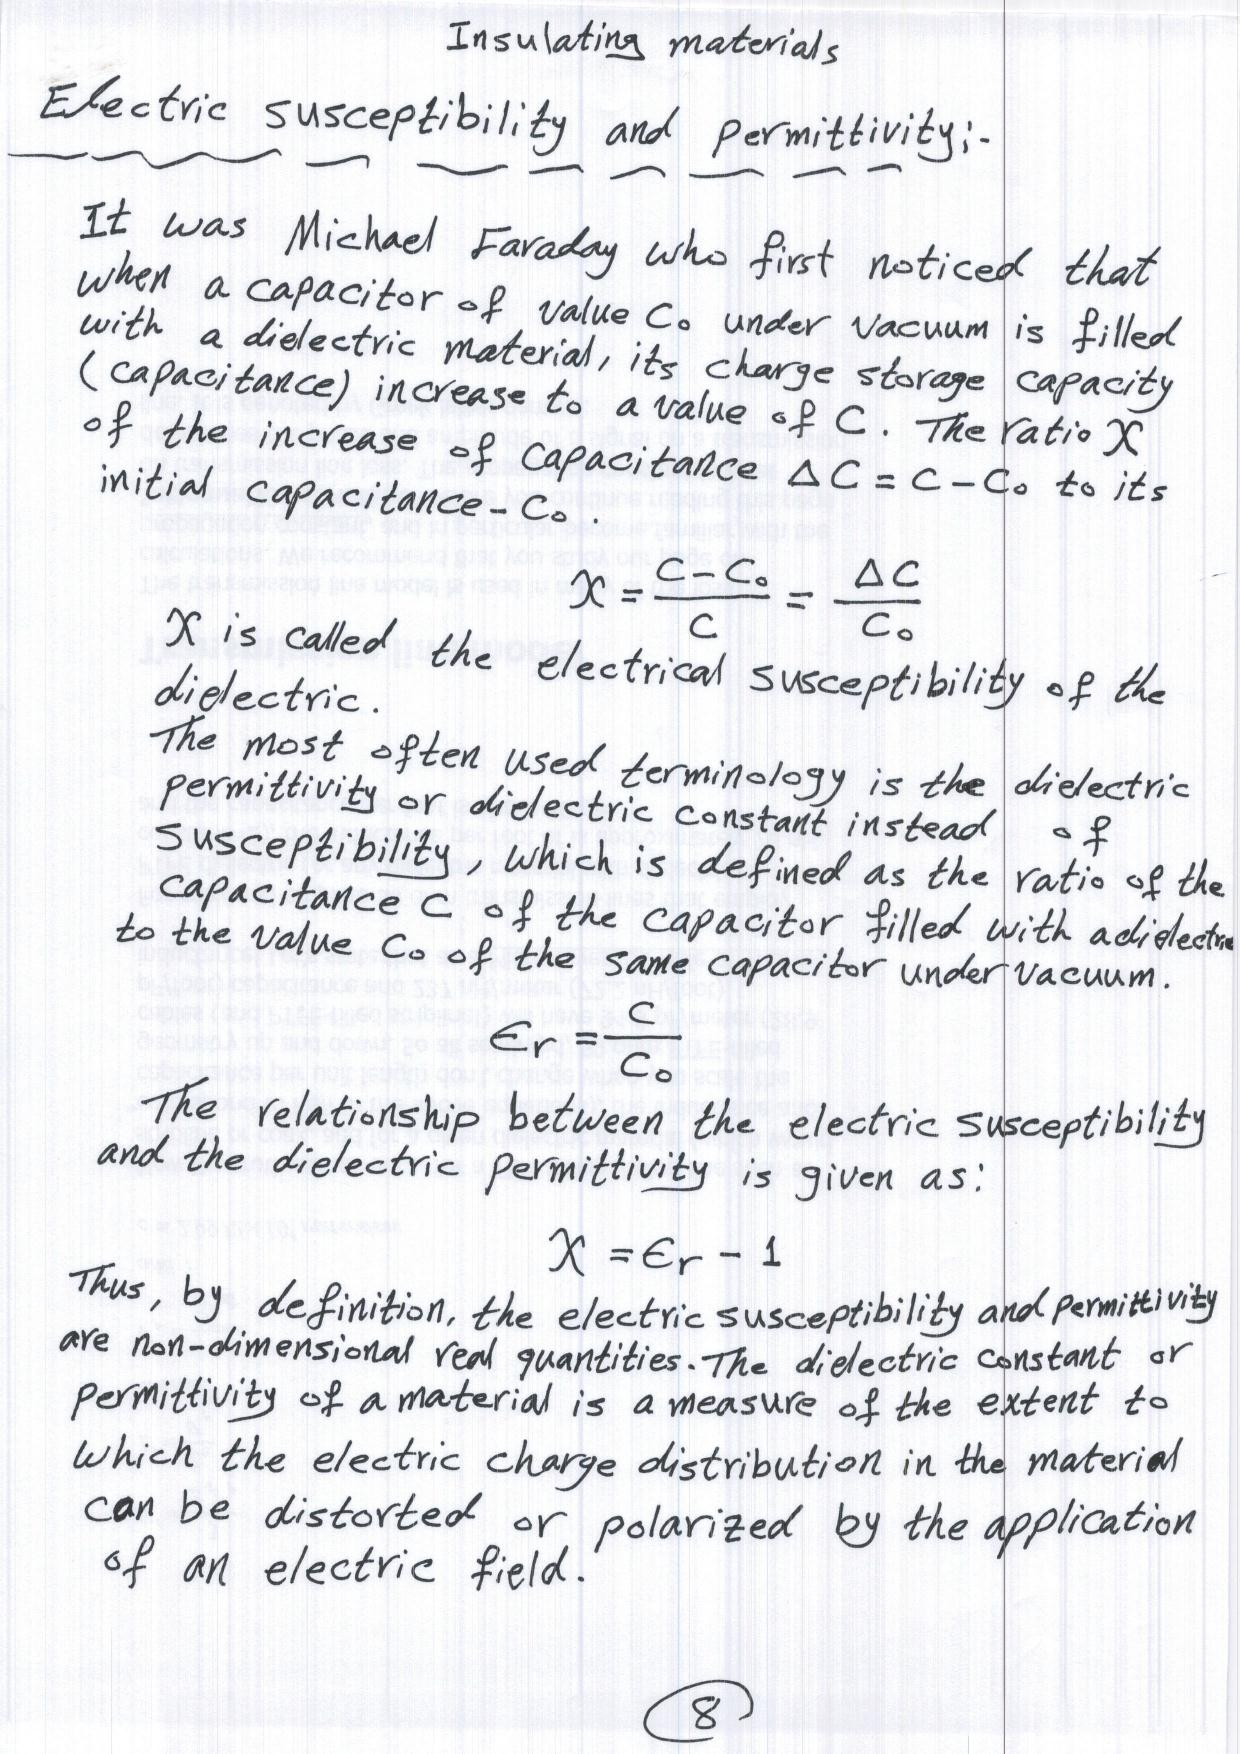 Insulating materials
Electric susceptibility and permittivity:-
It was Michael Faraday who first noticed that
when a capacitor of value C₀ under vacuum is filled
with a dielectric material, its charge storage capacity
(capacitance) increase to a value of C. The ratio χ
of the increase of capacitance ΔC = C - C₀ to its
initial capacitance - C₀.
χ = (C - C₀)/C = ΔC/C₀
χ is called the electrical susceptibility of the
dielectric.
The most often used terminology is the dielectric
permittivity or dielectric constant instead of
susceptibility, which is defined as the ratio of the
capacitance C of the capacitor filled with a dielectric
to the value C₀ of the same capacitor under vacuum.
εr = C/C₀
The relationship between the electric susceptibility
and the dielectric permittivity is given as:
χ = εr - 1
Thus, by definition, the electric susceptibility and permittivity
are non-dimensional real quantities. The dielectric constant or
permittivity of a material is a measure of the extent to
which the electric charge distribution in the material
can be distorted or polarized by the application
of an electric field.
8